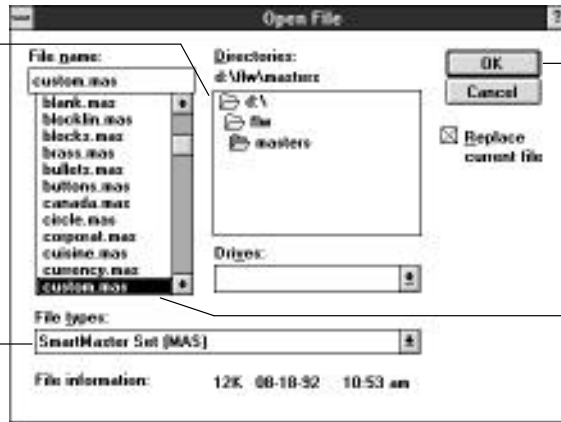 Open File
?
File name:
custom.mas
blank.mas
blocklin.mas
blocks.mas
brass.mas
bullets.mas
buttons.mas
canada.mas
circle.mas
corporat.mas
cuisine.mas
currency.mas
custom.mas
Directories:
d:\flw\masters
d:\
flw
masters
Drives:
OK
Cancel
Replace
current file
File types:
SmartMaster Set (MAS)
File information:
12K 08-18-92 10:53 am